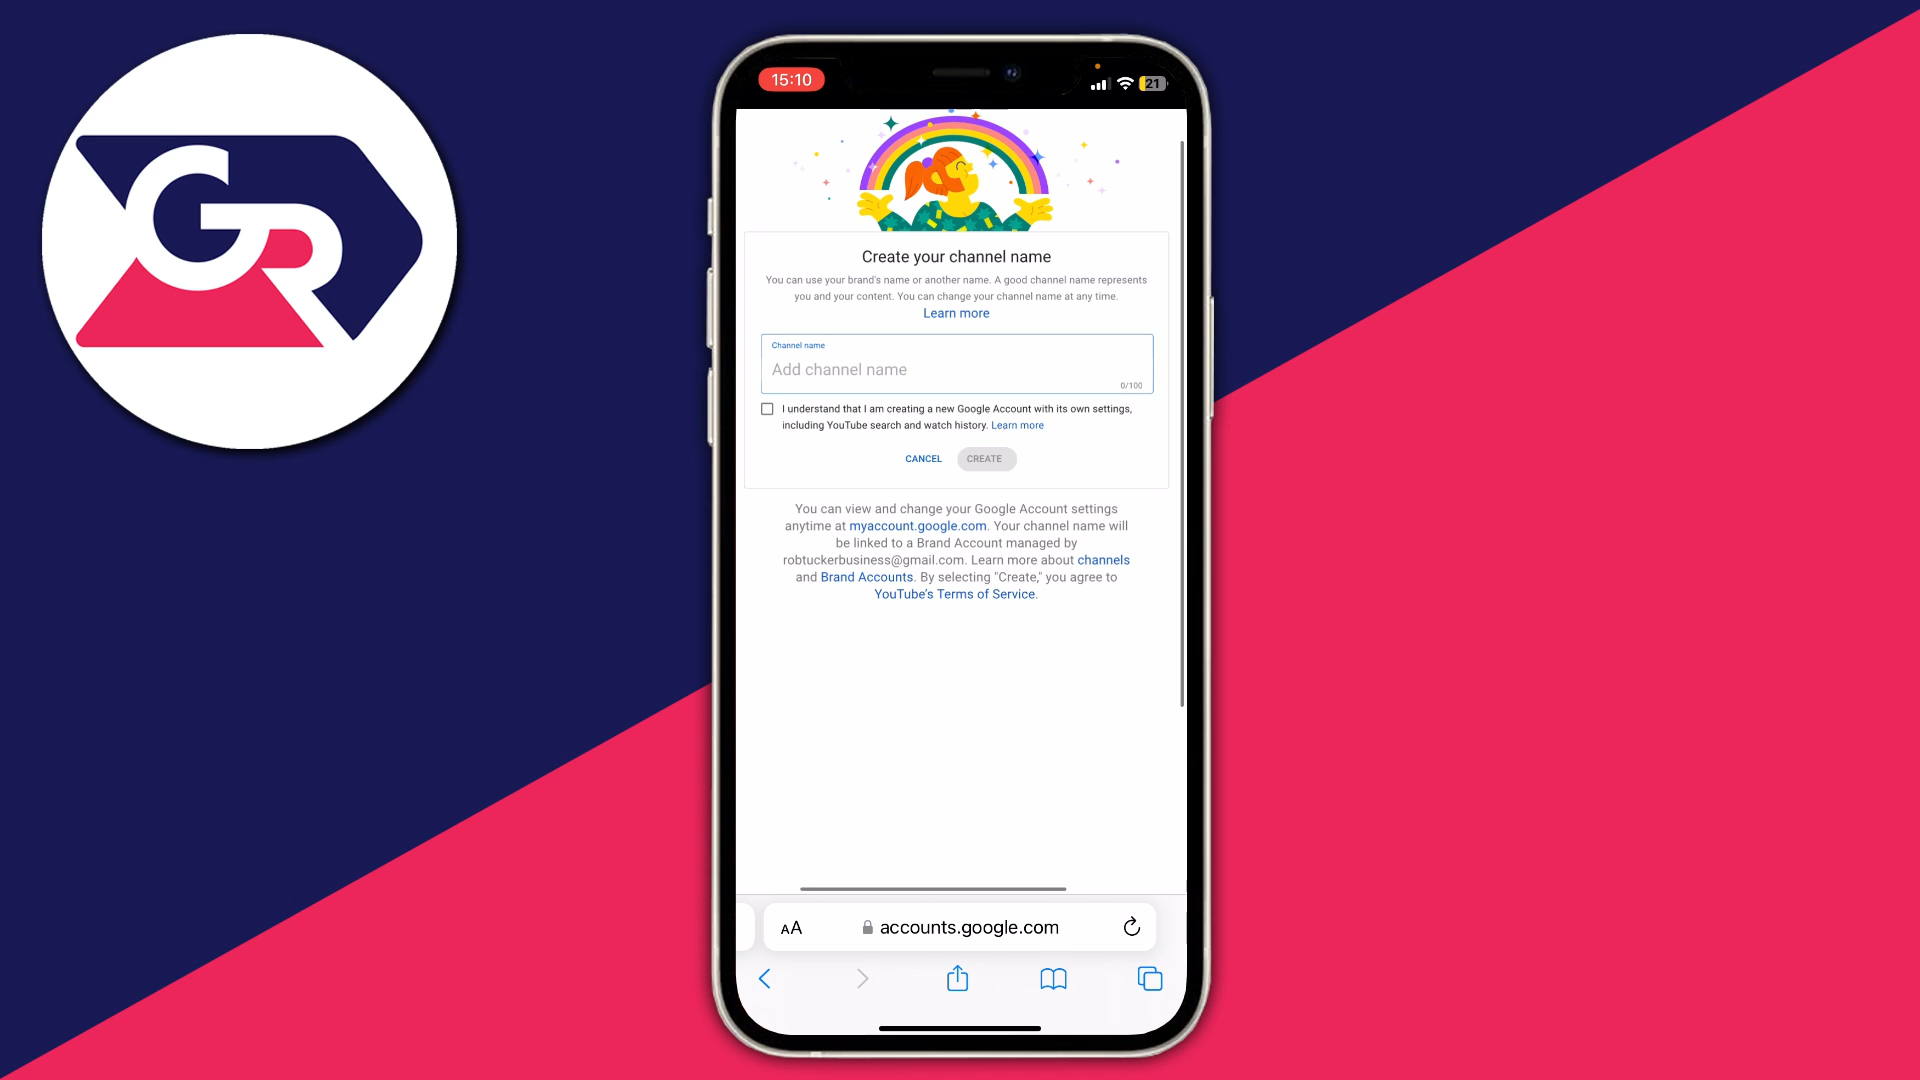 GR
15:10
21
Create your channel name
You can use your brand's name or another name. A good channel name represents
you and your content. You can change your channel name at any time.
Learn more
Channel name
Add channel name
0/100
I understand that I am creating a new Google Account with its own settings,
including YouTube search and watch history. Learn more
CANCEL CREATE
You can view and change your Google Account settings
anytime at myaccount.google.com. Your channel name will
be linked to a Brand Account managed by
robtuckerbusiness@gmail.com. Learn more about channels
and Brand Accounts. By selecting "Create," you agree to
YouTube's Terms of Service.
AA accounts.google.com